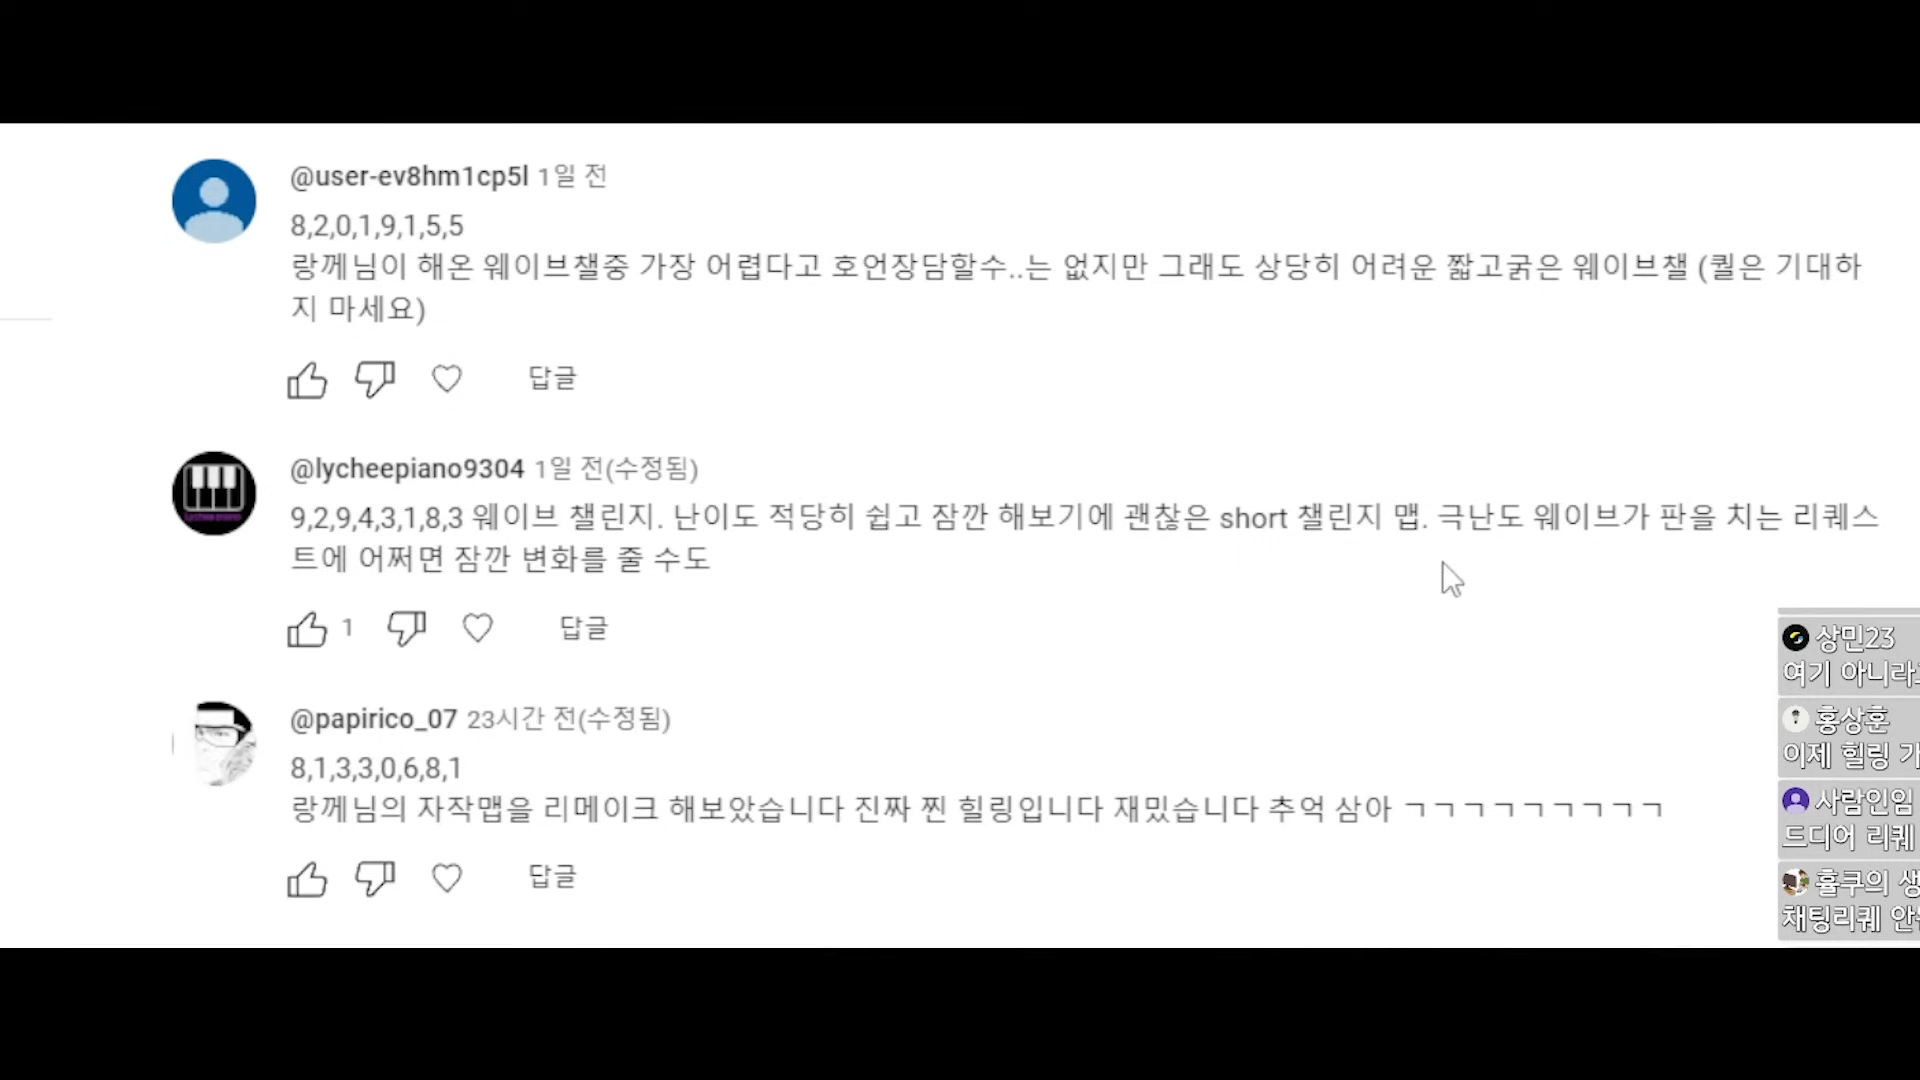 @user-ev8hm1cp5l 1일 전
8,2,0,1,9,1,5,5
랑께님이 해온 웨이브챌중 가장 어렵다고 호언장담할수..는 없지만 그래도 상당히 어려운 짧고굵은 웨이브챌 (퀄은 기대하
지 마세요)
답글
@lycheepiano9304 1일 전(수정됨)
9,2,9,4,3,1,8,3 웨이브 챌린지. 난이도 적당히 쉽고 잠깐 해보기에 괜찮은 short 챌린지 맵. 극난도 웨이브가 판을 치는 리퀘스
트에 어쩌면 잠깐 변화를 줄 수도
1 답글
@papirico_07 23시간 전(수정됨)
8,1,3,3,0,6,8,1
랑께님의 자작맵을 리메이크 해보았습니다 진짜 찐 힐링입니다 재밌습니다 추억 삼아 ㄱㄱㄱㄱㄱㄱㄱㄱㄱ
답글
상민23
여기 아니라
홍상훈
이제 힐링
사람인임
드디어 리퀘
휼쿠의
채팅리퀘